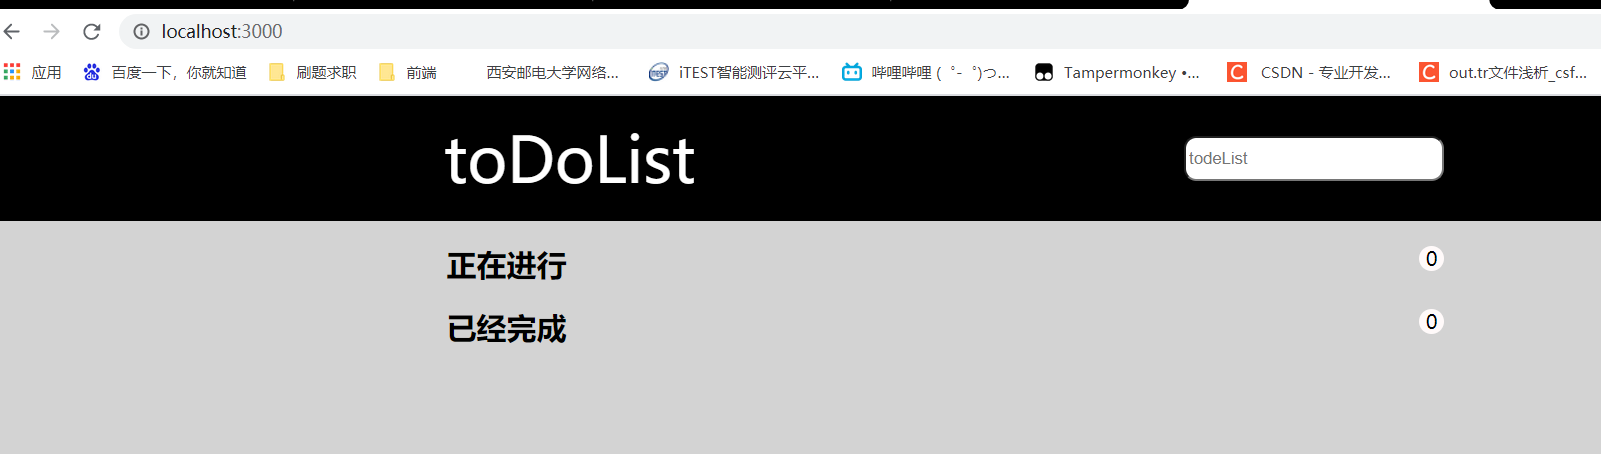 localhost:3000
应用 百度一下，你就知道 刷题求职 前端 西安邮电大学网络... iTEST智能测评云平... 哔哩哔哩 (゜-゜)つ... Tampermonkey •... CSDN - 专业开发... out.tr文件浅析_csf...
toDoList todeList
正在进行 0
已经完成 0